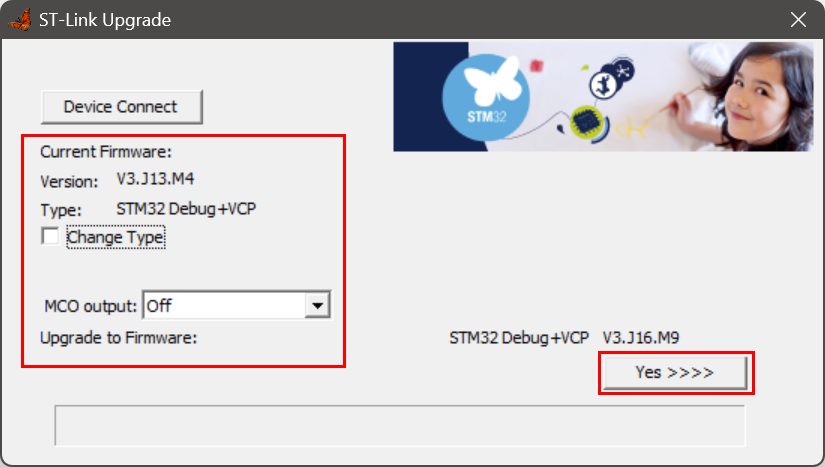 ST-Link Upgrade
Device Connect
STM32
Current Firmware:
Version: V3.J13.M4
Type: STM32 Debug+VCP
Change Type
MCO output: Off
Upgrade to Firmware: STM32 Debug+VCP V3.J16.M9
Yes >>>>